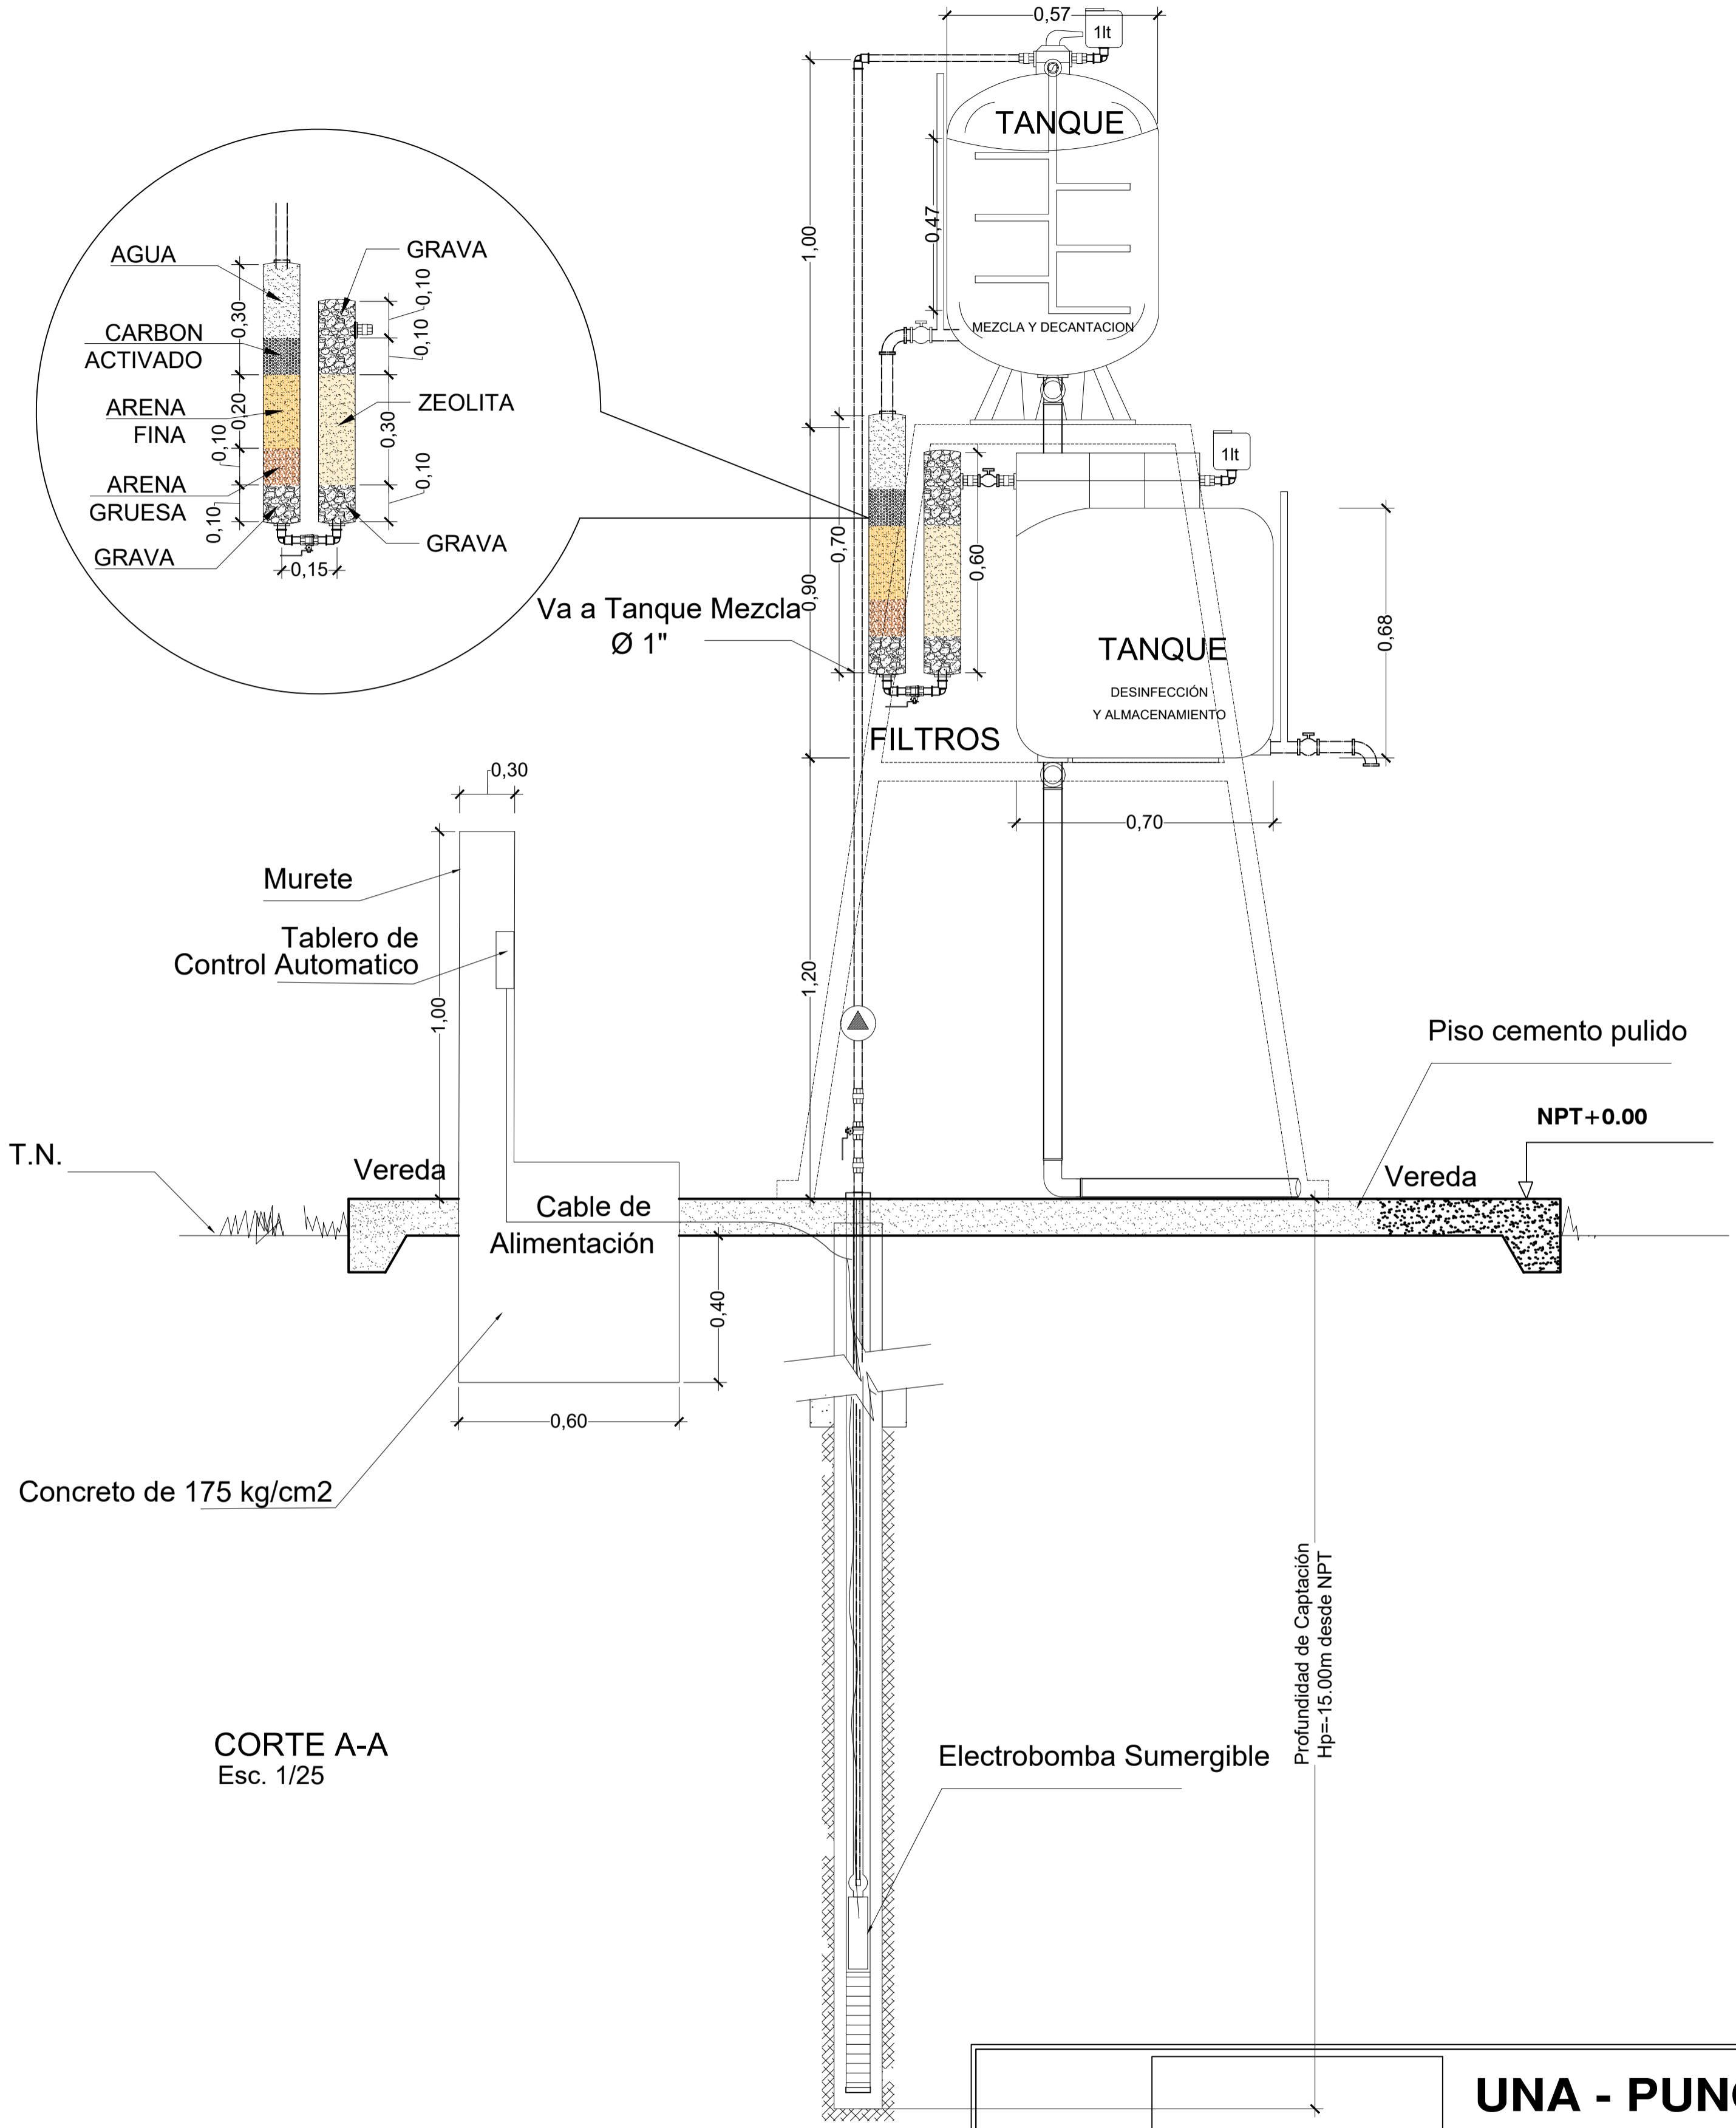 0,57
1lt
TANQUE
1,00
0,47
MEZCLA Y DECANTACION
AGUA
GRAVA
0,10
0,30
0,10
CARBON
ACTIVADO
ARENA
FINA
0,20
ZEOLITA
0,30
0,10
0,10
ARENA
GRUESA
0,10
GRAVA
GRAVA
0,15
1lt
0,70
0,60
0,90
0,68
Va a Tanque Mezcla
Ø 1"
TANQUE
DESINFECCIÓN
Y ALMACENAMIENTO
FILTROS
0,70
0,30
Murete
Tablero de
Control Automatico
1,00
1,20
Piso cemento pulido
NPT+0.00
T.N.
Vereda
Vereda
Cable de
Alimentación
0,40
0,60
Concreto de 175 kg/cm2
Profundidad de Captación
Hp=-15.00m desde NPT
CORTE A-A
Esc. 1/25
Electrobomba Sumergible
UNA - PUN